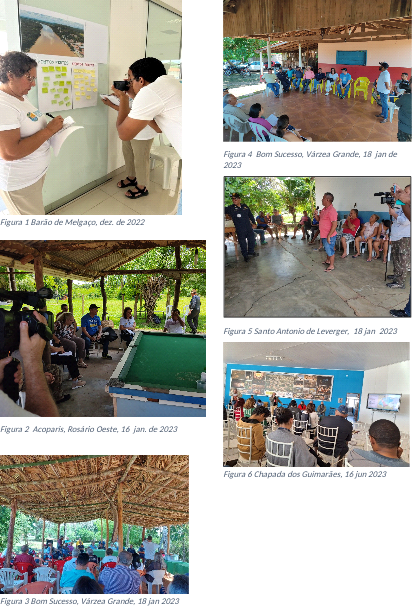 Figura 1 Barão de Melgaço, dez. de 2022
Figura 2 Acoparis, Rosário Oeste, 16 jan. de 2023
Figura 3 Bom Sucesso, Várzea Grande, 18 jan 2023
Figura 4 Bom Sucesso, Várzea Grande, 18 jan de
2023
Figura 5 Santo Antonio de Leverger, 18 jan 2023
Figura 6 Chapada dos Guimarães, 16 jun 2023